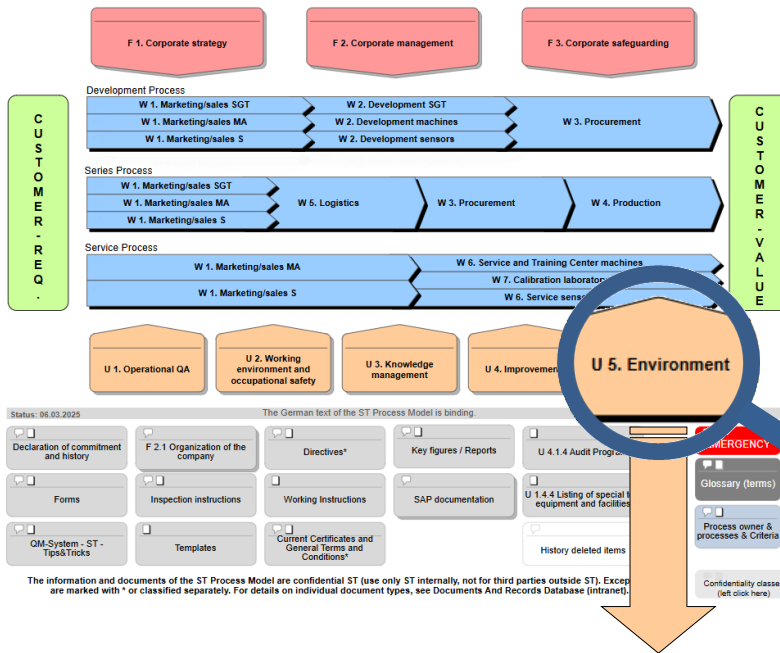 F 1. Corporate strategy
F 2. Corporate management
F 3. Corporate safeguarding
CUSTOMER-REQ.
Development Process
W 1. Marketing/sales SGT
W 1. Marketing/sales MA
W 1. Marketing/sales S
W 2. Development SGT
W 2. Development machines
W 2. Development sensors
W 3. Procurement
Series Process
W 1. Marketing/sales SGT
W 1. Marketing/sales MA
W 1. Marketing/sales S
W 5. Logistics
W 3. Procurement
W 4. Production
Service Process
W 1. Marketing/sales MA
W 1. Marketing/sales S
W 6. Service and Training Center machines
W 7. Calibration
W 6. Service
CUSTOMER-VALUE
U 1. Operational QA
U 2. Working
environment and
occupational safety
U 3. Knowledge
management
U 4.
U 5. Environment
Status: 06.03.2025
The German text of the ST Process Model is binding.
Declaration of commitment
and history
F 2.1 Organization of the
company
Directives*
Key figures / Reports
U 4.1.4 Audit
EMERGENCY
Forms
Inspection instructions
Working Instructions
SAP documentation
U 1.4.4 Listing of special
equipment and facilities
Glossary (terms)
QM-System - ST -
Tips&Tricks
Templates
Current Certificates and
General Terms and
Conditions*
History deleted items
Process owner &
processes & Criteria
Confidentiality
(left click here)
The information and documents of the ST Process Model are confidential ST (use only ST internally, not for third parties outside ST).
are marked with * or classified separately. For details on individual document types, see Documents And Records Database (intranet).